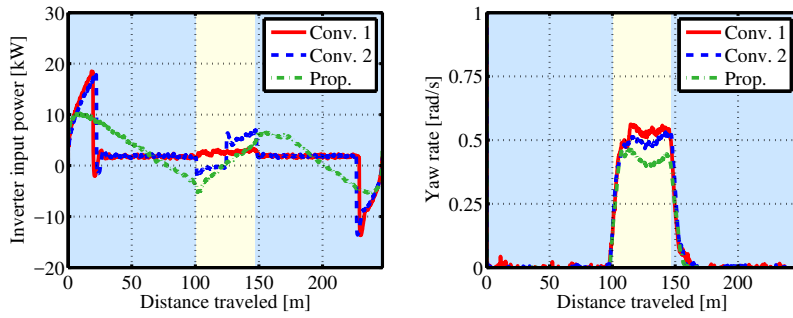 30
20
10
0
−10
−20
0
50
100
150
200
Inverter input power [kW]
Distance traveled [m]
Conv. 1
Conv. 2
Prop.
1
0.75
0.5
0.25
0
0
50
100
150
200
Yaw rate [rad/s]
Distance traveled [m]
Conv. 1
Conv. 2
Prop.